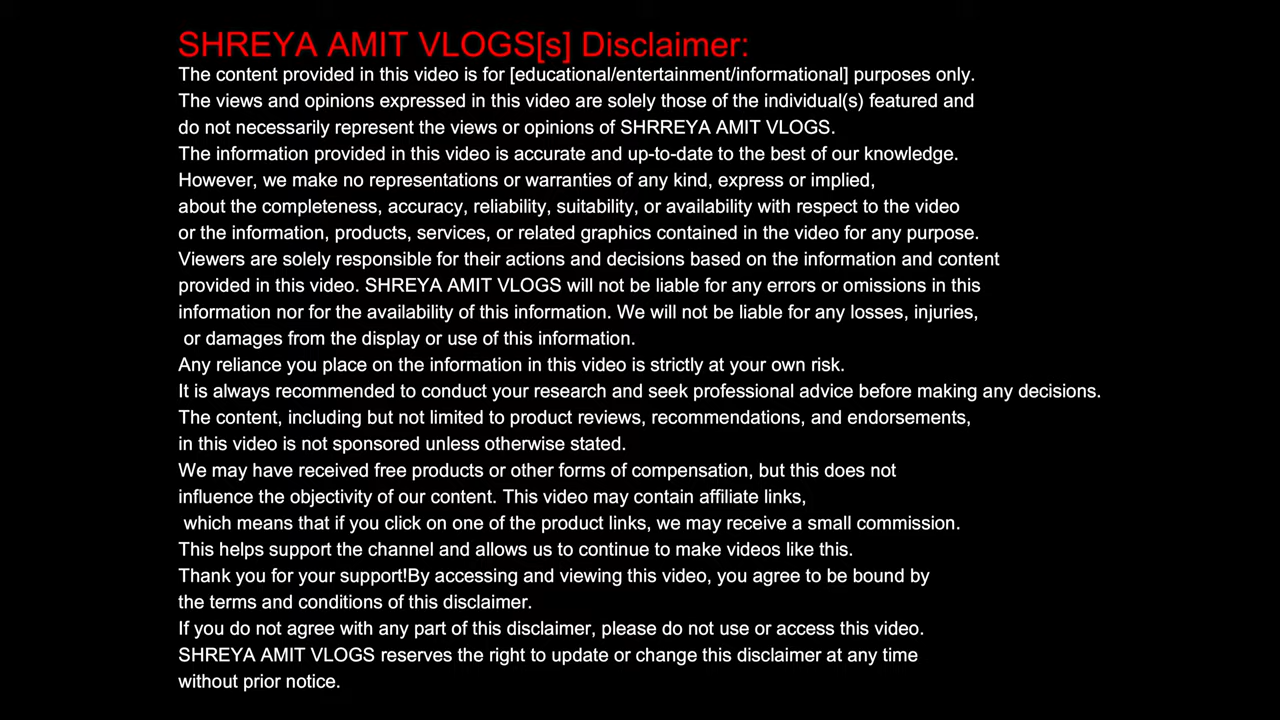 SHREYA AMIT VLOGS[s] Disclaimer:
The content provided in this video is for [educational/entertainment/informational] purposes only.
The views and opinions expressed in this video are solely those of the individual(s) featured and
do not necessarily represent the views or opinions of SHRREYA AMIT VLOGS.
The information provided in this video is accurate and up-to-date to the best of our knowledge.
However, we make no representations or warranties of any kind, express or implied,
about the completeness, accuracy, reliability, suitability, or availability with respect to the video
or the information, products, services, or related graphics contained in the video for any purpose.
Viewers are solely responsible for their actions and decisions based on the information and content
provided in this video. SHREYA AMIT VLOGS will not be liable for any errors or omissions in this
information nor for the availability of this information. We will not be liable for any losses, injuries,
or damages from the display or use of this information.
Any reliance you place on the information in this video is strictly at your own risk.
It is always recommended to conduct your research and seek professional advice before making any decisions.
The content, including but not limited to product reviews, recommendations, and endorsements,
in this video is not sponsored unless otherwise stated.
We may have received free products or other forms of compensation, but this does not
influence the objectivity of our content. This video may contain affiliate links,
which means that if you click on one of the product links, we may receive a small commission.
This helps support the channel and allows us to continue to make videos like this.
Thank you for your support!By accessing and viewing this video, you agree to be bound by
the terms and conditions of this disclaimer.
If you do not agree with any part of this disclaimer, please do not use or access this video.
SHREYA AMIT VLOGS reserves the right to update or change this disclaimer at any time
without prior notice.